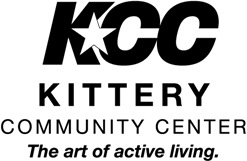 KCC
KITTERY
COMMUNITY CENTER
The art of active living.